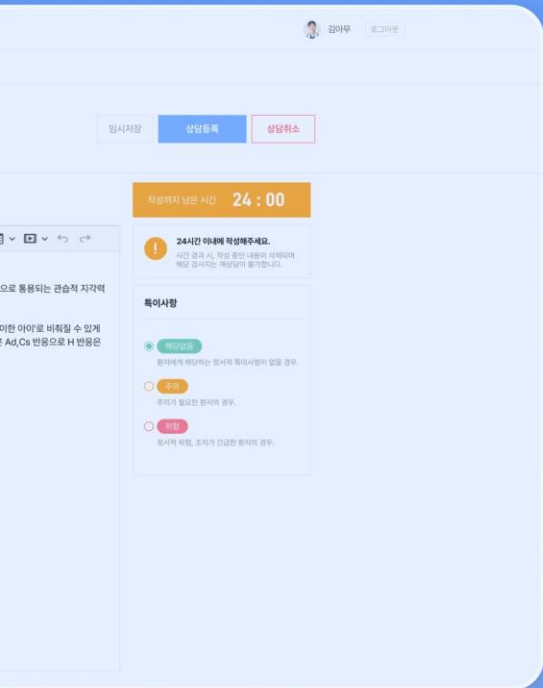 김아무 로그아웃
임시저장 상담등록 상담취소
작성까지 남은 시간 24 : 00
24시간 이내에 작성해주세요.
시간 경과 시, 작성 중인 내용이 삭제되며
해당 검사지는 재상담이 불가합니다.
으로 통용되는 관습적 지각력
이한 아이'로 비춰질 수 있게
Ad,Cs 반응으로 H 반응은
특이사항
해당없음
환자에게 해당하는 정서적 특이사항이 없을 경우.
주의
주의가 필요한 환자의 경우.
위험
정서적 위험, 조치가 긴급한 환자의 경우.